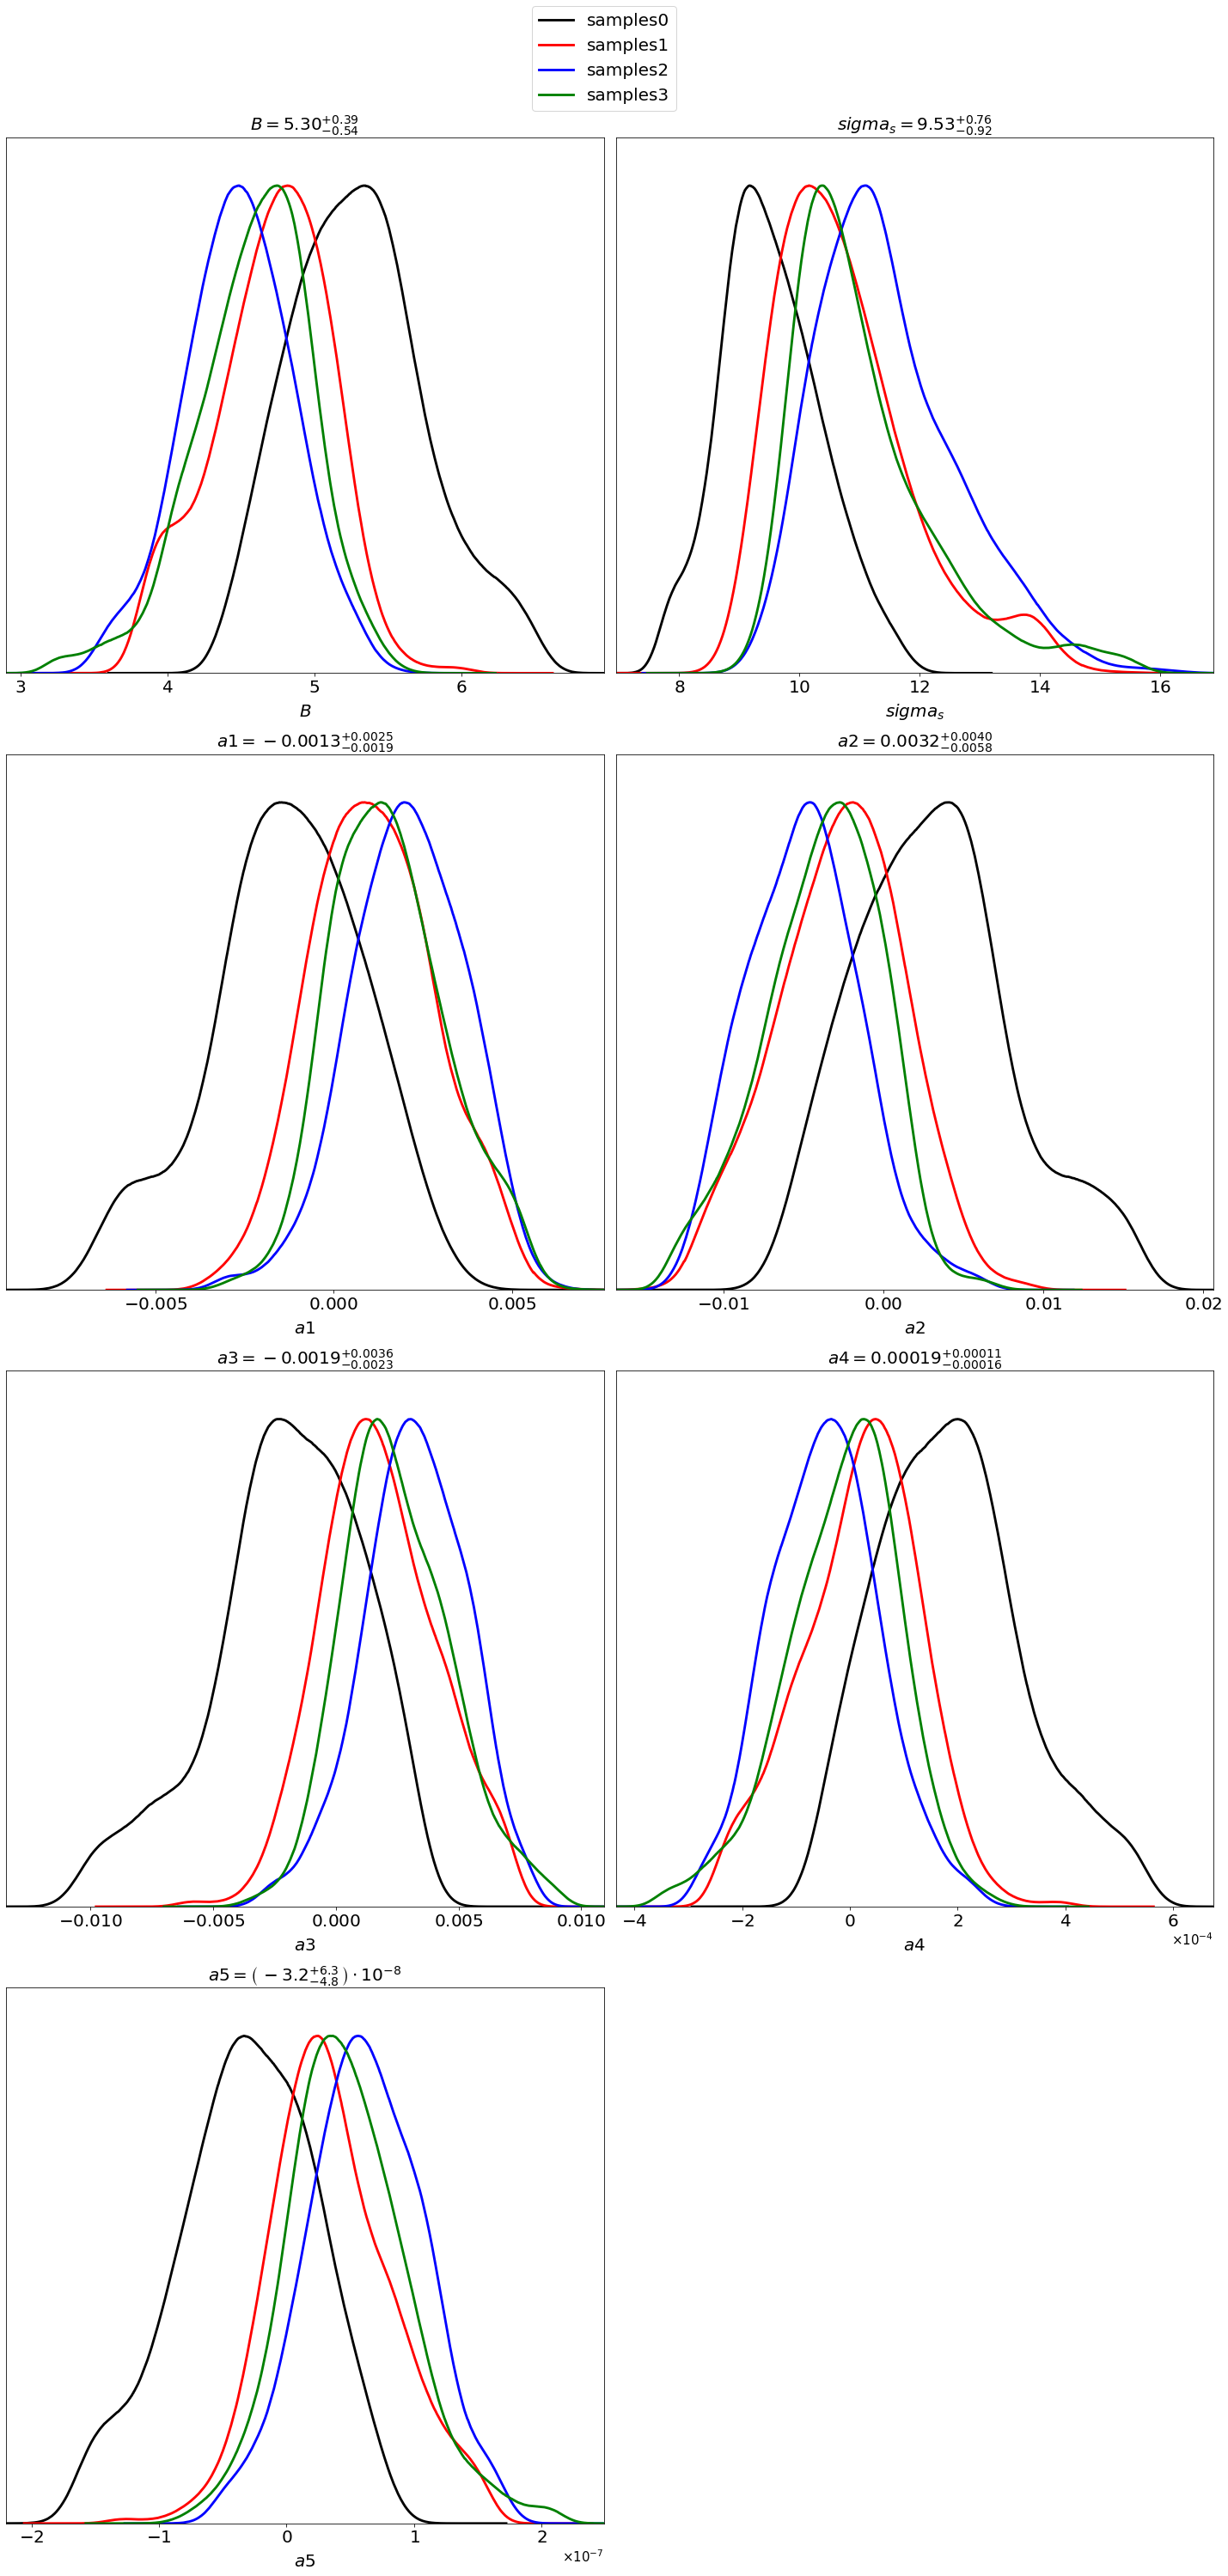 samples0
samples1
samples2
samples3
B = 5.30^{+0.39}_{-0.54}
sigma_s = 9.53^{+0.76}_{-0.92}
3 4 5 6
8 10 12 14 16
B
sigma_s
a1 = −0.0013^{+0.0025}_{-0.0019}
a2 = 0.0032^{+0.0040}_{-0.0058}
−0.005 0.000 0.005
−0.01 0.00 0.01 0.02
a1
a2
a3 = −0.0019^{+0.0036}_{-0.0023}
a4 = 0.00019^{+0.00011}_{-0.00016}
−0.010 −0.005 0.000 0.005 0.010
−4 −2 0 2 4 6
×10^{−4}
a3
a4
a5 = (−3.2^{+6.3}_{-4.8}) · 10^{−8}
−2 −1 0 1 2
×10^{−7}
a5